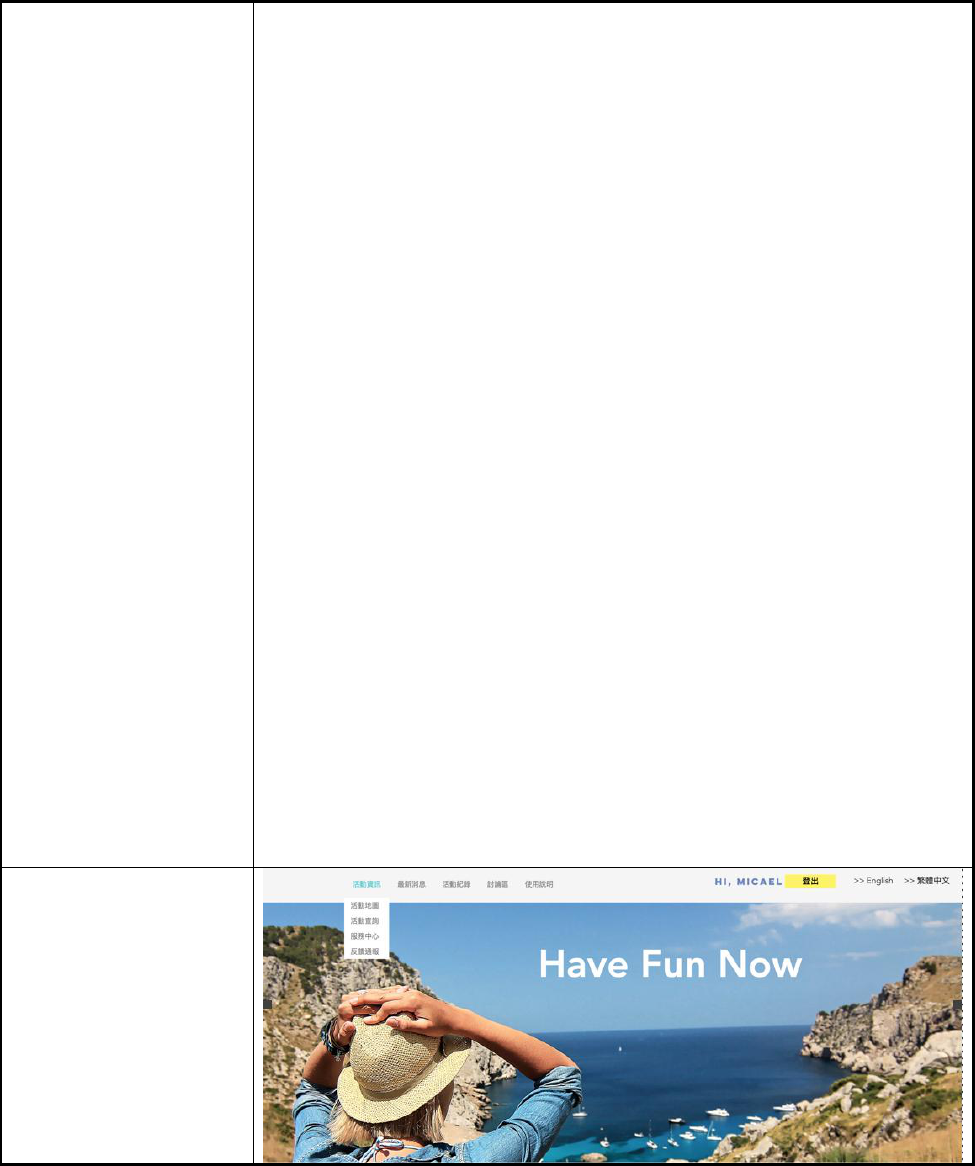 活動資訊 最新消息 活動紀錄 討論區 使用說明 HI, MICAEL 登出 >> English >> 繁體中文
活動地圖
活動查詢
服務中心
反饋通報
Have Fun Now